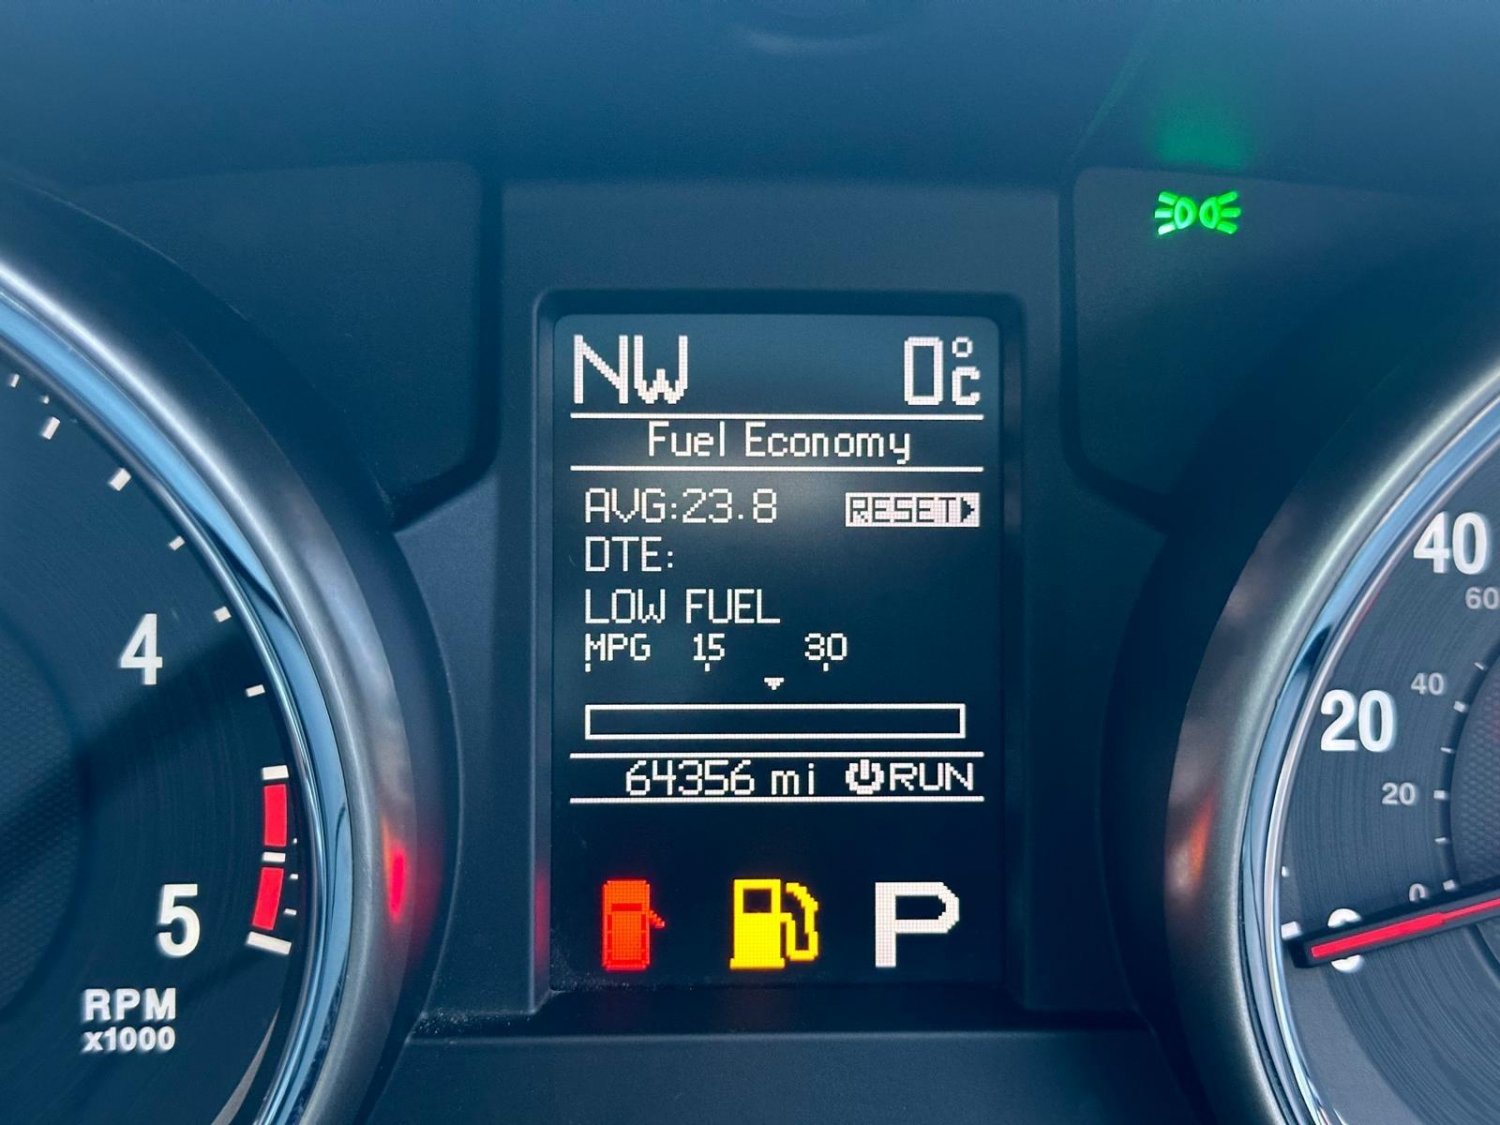 NW 0°C
Fuel Economy
AVG:23.8 RESET
DTE:
LOW FUEL
MPG 15 30
64356 mi RUN
P
4
5
RPM
x1000
40
60
20
40
20
0
0